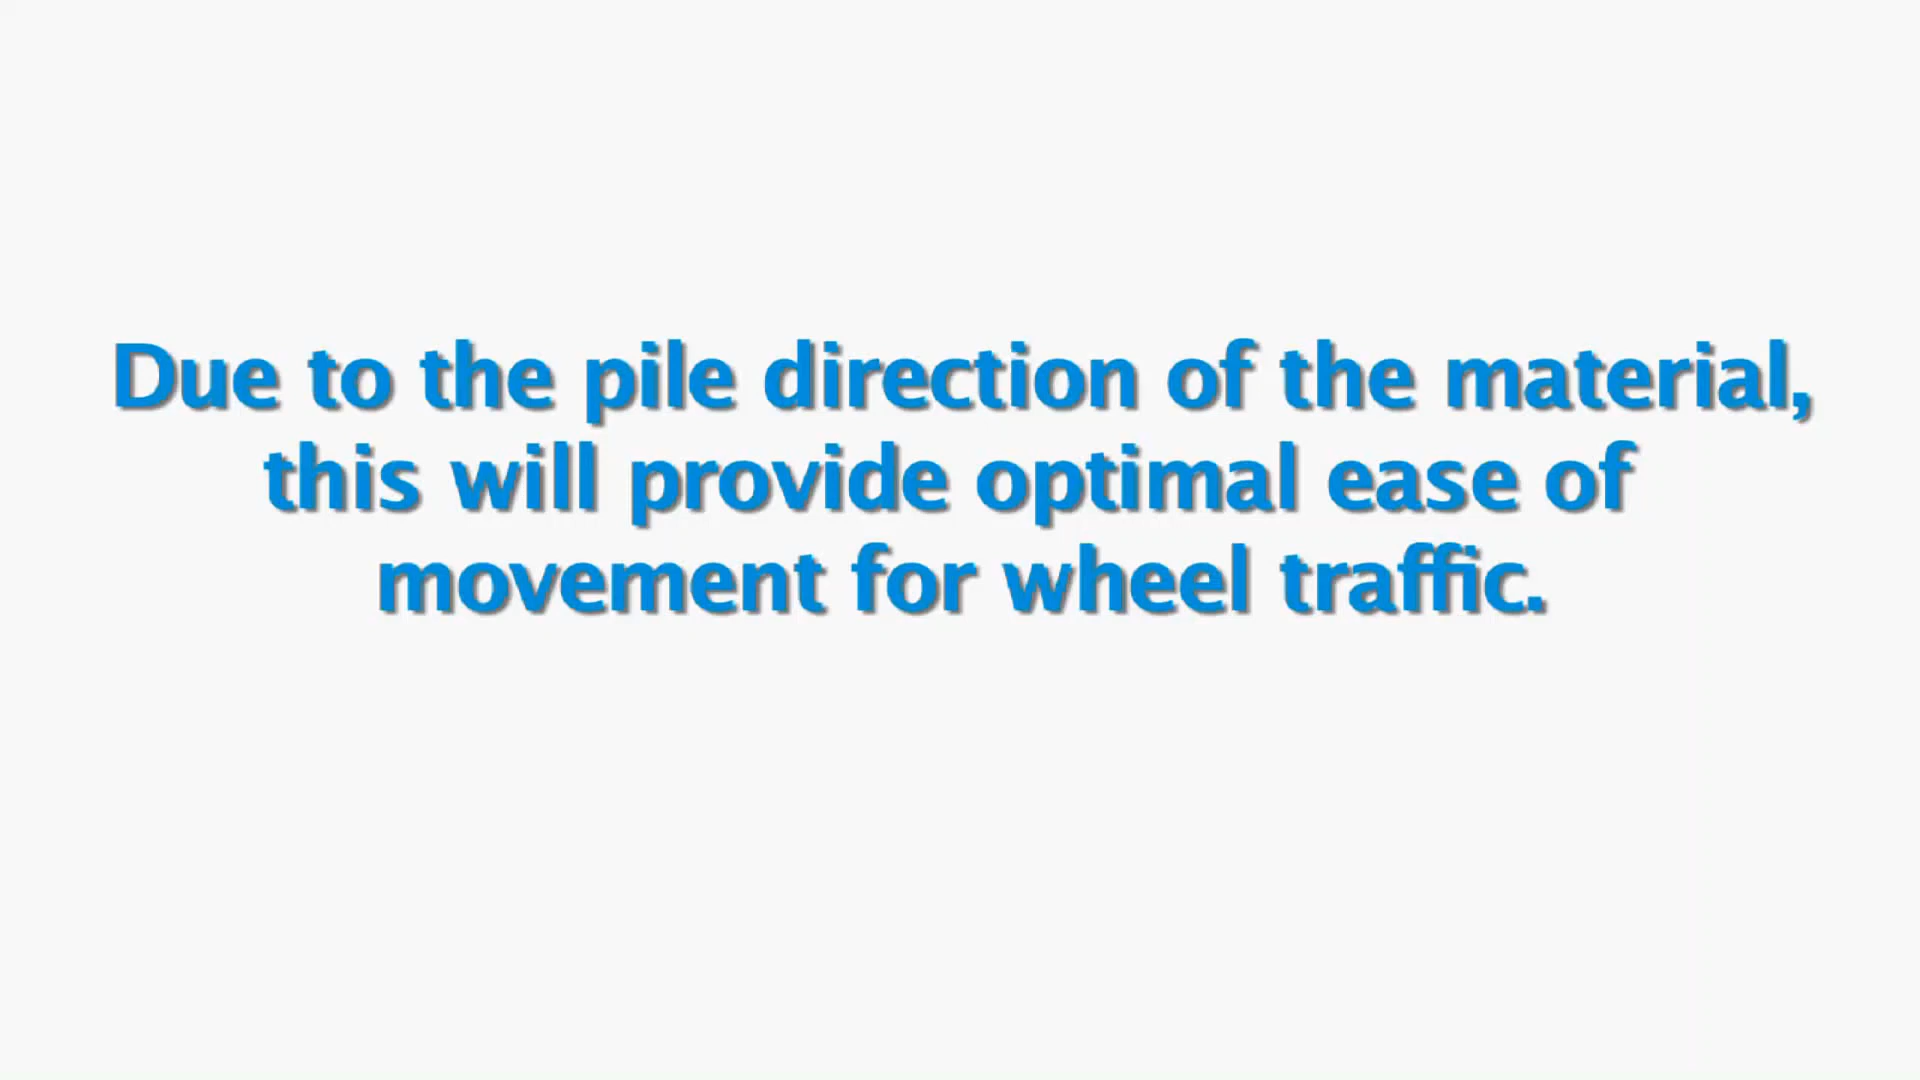 Due to the pile direction of the material,
this will provide optimal ease of
movement for wheel traffic.